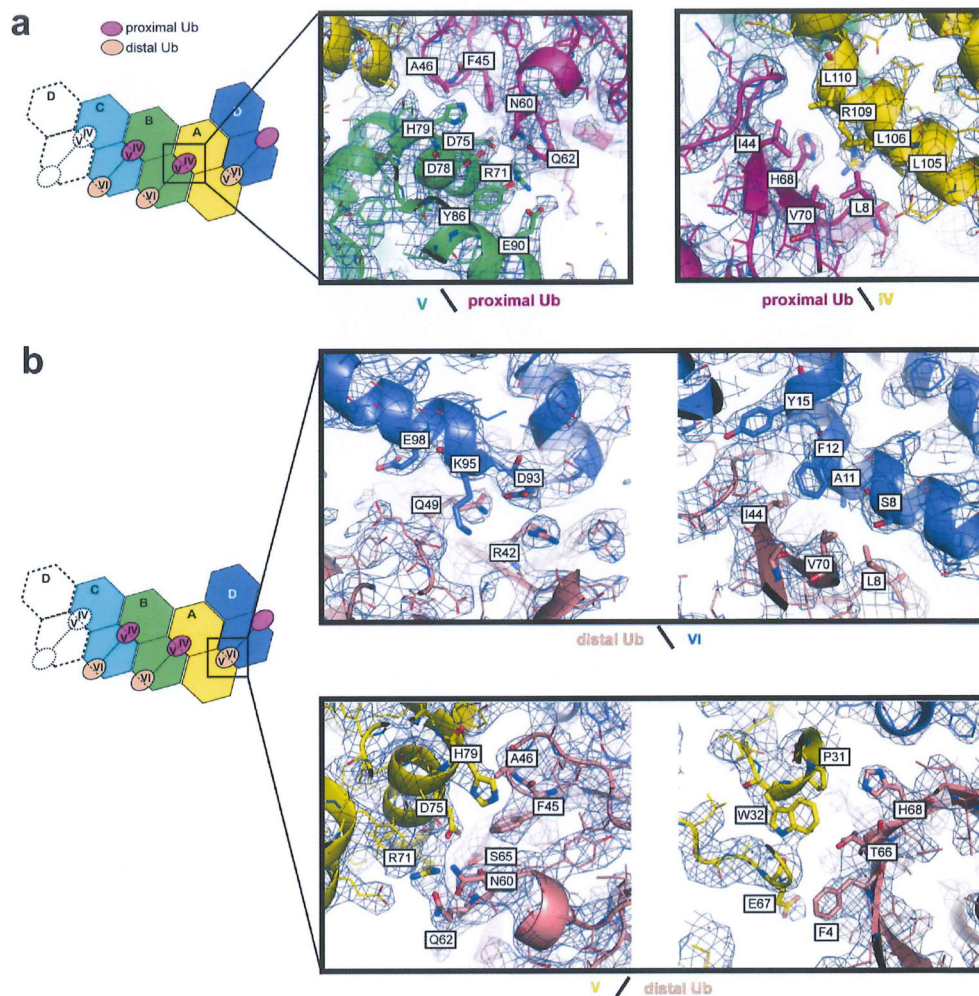 a
proximal Ub
distal Ub
D
C
B
A
D
V IV
V IV
V IV
VI
VI
V VI
A46
F45
N60
H79
D75
D78
R71
Q62
Y86
E90
V \ proximal Ub
L110
R109
I44
L106
L105
H68
V70
L8
proximal Ub \ IV
b
D
C
B
A
D
V IV
V IV
V IV
VI
VI
V VI
E98
K95
D93
Q49
R42
Y15
F12
A11
S8
I44
V70
L8
distal Ub \ VI
H79
A46
D75
F45
R71
S65
N60
Q62
P31
W32
H68
T66
E67
F4
V / distal Ub